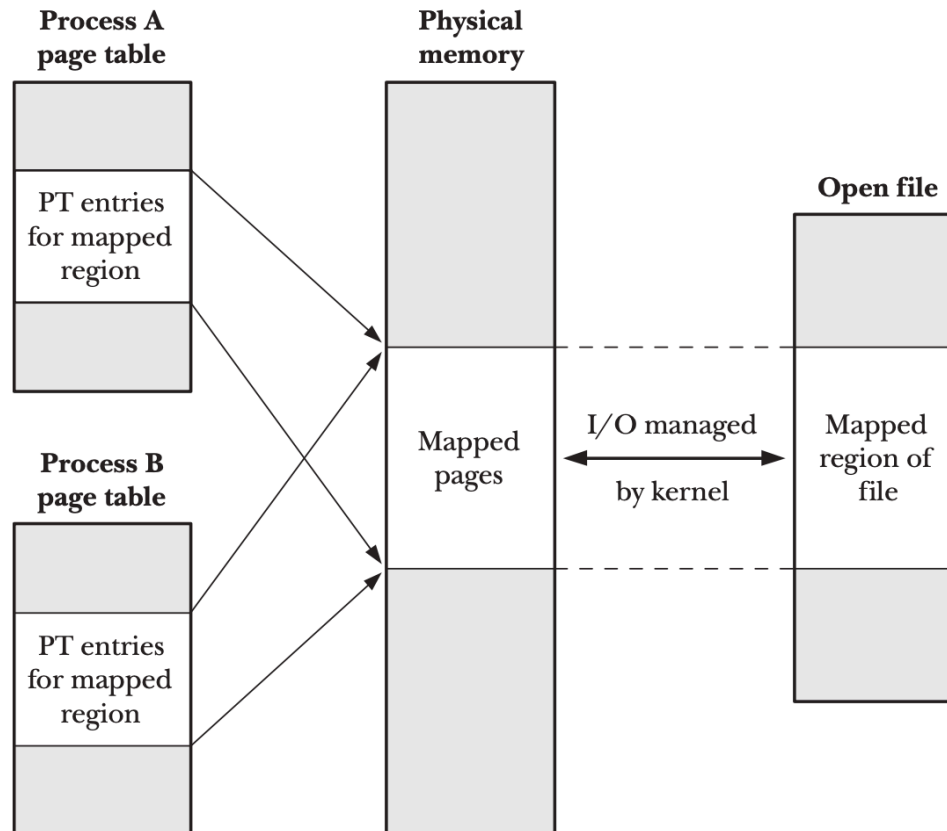 Process A
page table
PT entries
for mapped
region
Process B
page table
PT entries
for mapped
region
Physical
memory
Mapped
pages
I/O managed
by kernel
Open file
Mapped
region of
file